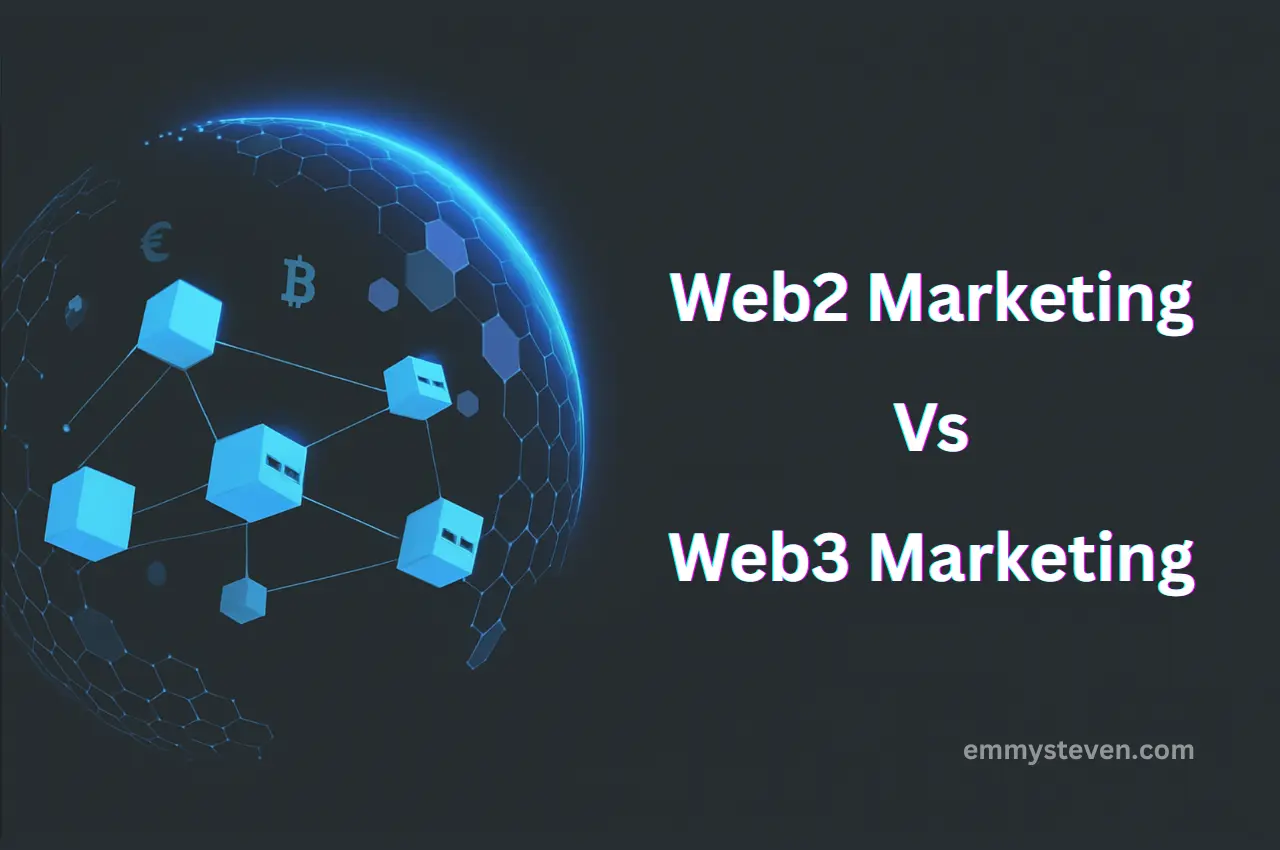 €
₿
Web2 Marketing
Vs
Web3 Marketing
emmysteven.com